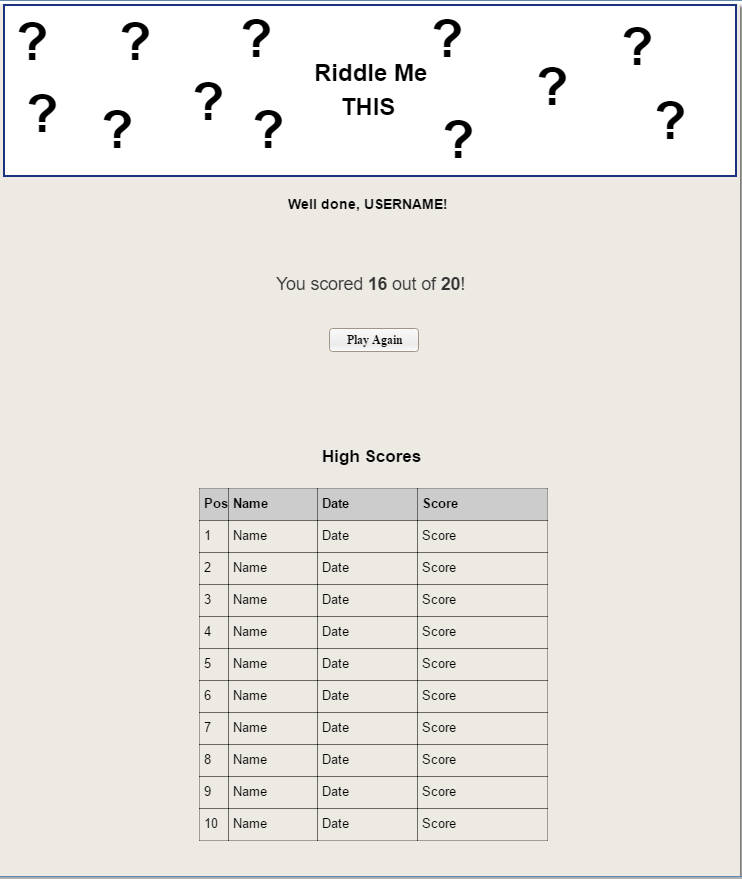 ? ? ? ? ?
Riddle Me
? ? ? ? ? ? ?
THIS
Well done, USERNAME!
You scored 16 out of 20!
Play Again
High Scores
Pos Name Date Score
1 Name Date Score
2 Name Date Score
3 Name Date Score
4 Name Date Score
5 Name Date Score
6 Name Date Score
7 Name Date Score
8 Name Date Score
9 Name Date Score
10 Name Date Score